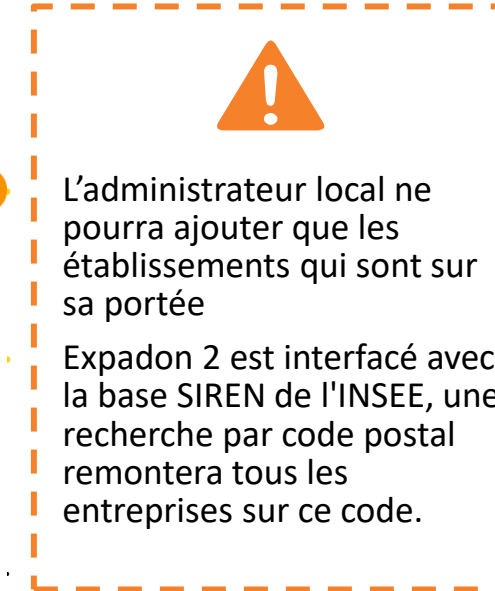 L’administrateur local ne
pourra ajouter que les
établissements qui sont sur
sa portée
Expadon 2 est interfacé avec
la base SIREN de l'INSEE, une
recherche par code postal
remontera tous les
entreprises sur ce code.